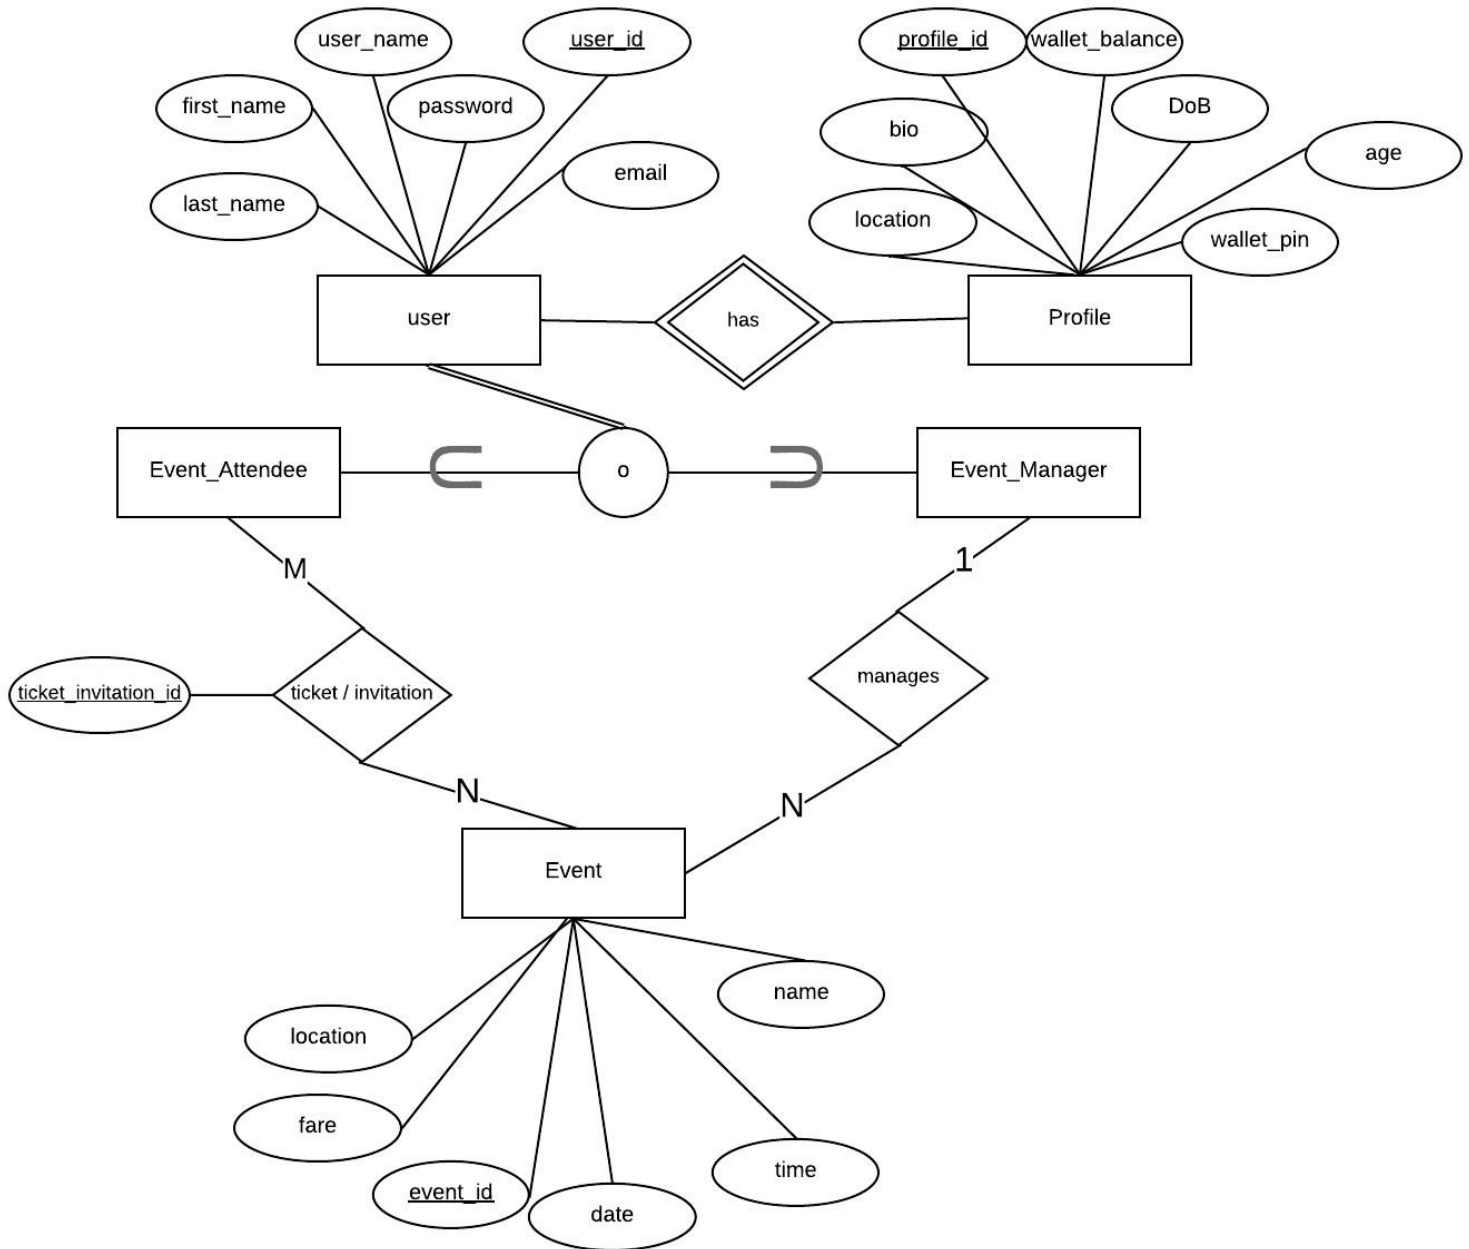 user_name
user_id
profile_id
wallet_balance
first_name
password
bio
DoB
email
age
last_name
location
wallet_pin
user
has
Profile
Event_Attendee
o
Event_Manager
M
1
ticket_invitation_id
ticket / invitation
manages
N
N
Event
name
location
fare
time
event_id
date